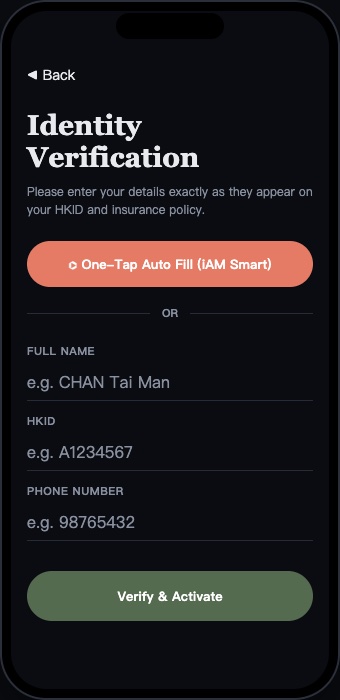 Back
Identity
Verification
Please enter your details exactly as they appear on
your HKID and insurance policy.
One-Tap Auto Fill (iAM Smart)
OR
FULL NAME
e.g. CHAN Tai Man
HKID
e.g. A1234567
PHONE NUMBER
e.g. 98765432
Verify & Activate